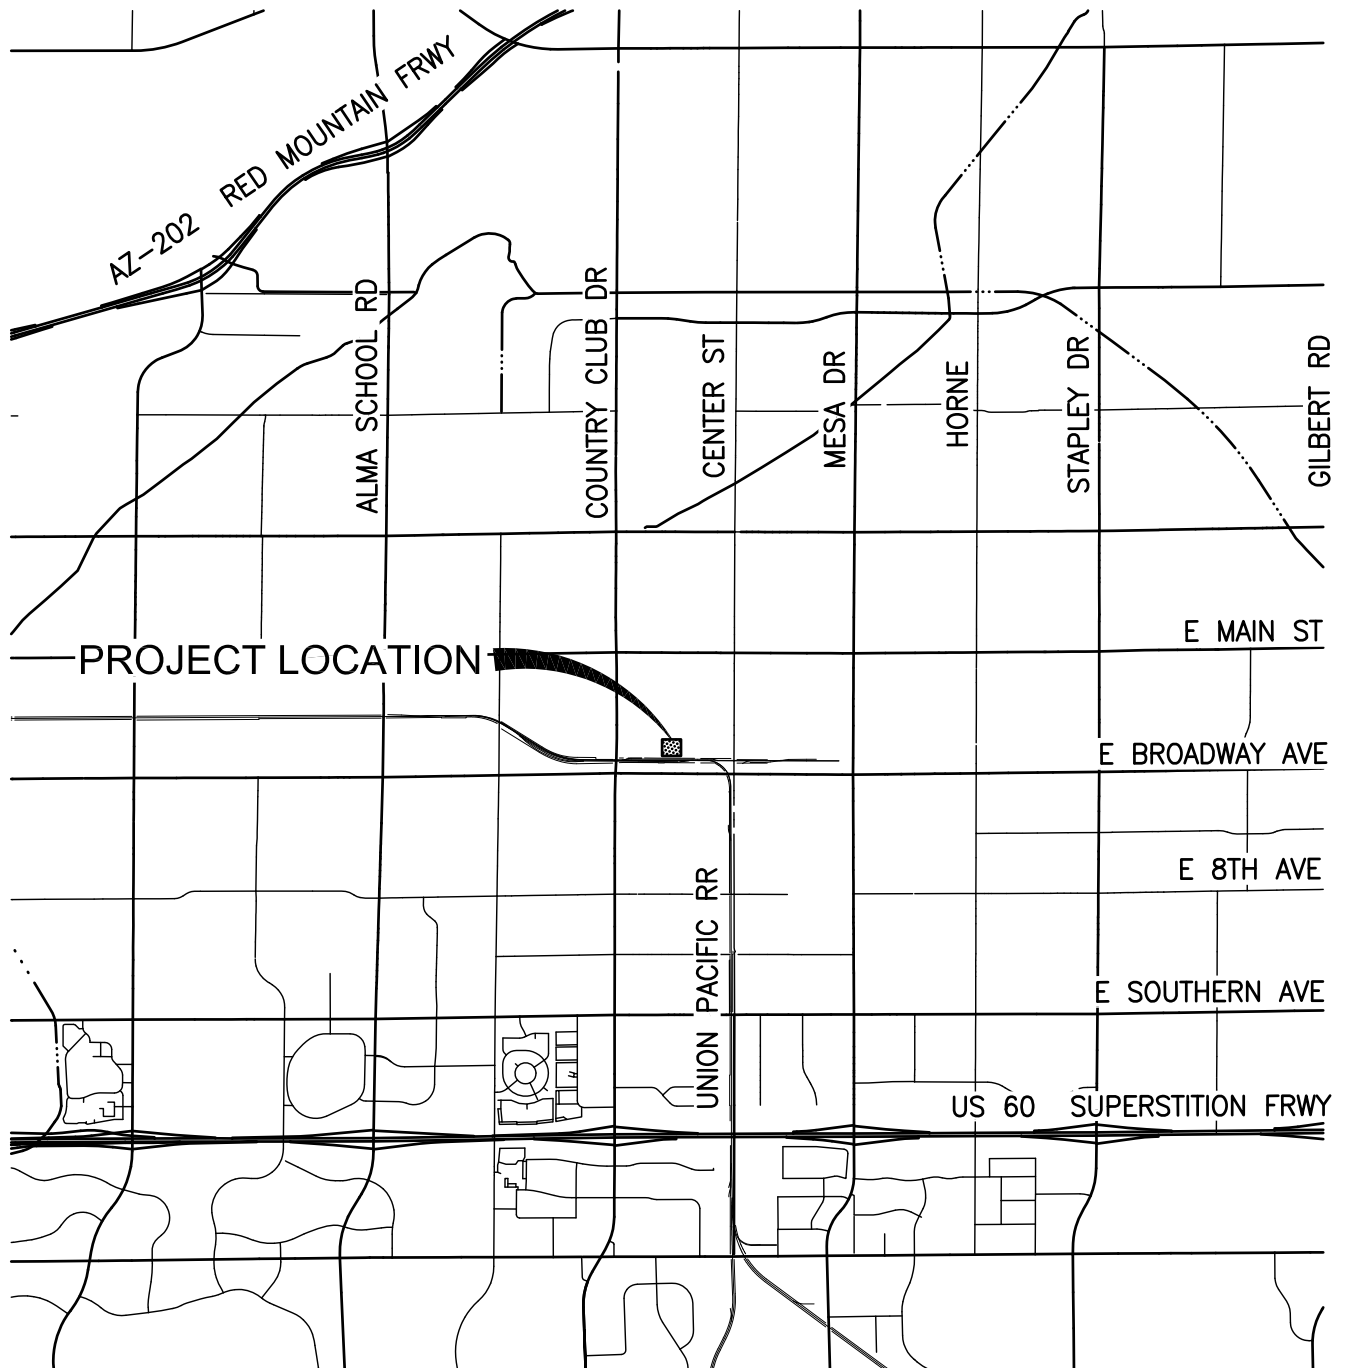 AZ-202 RED MOUNTAIN FRWY
ALMA SCHOOL RD
COUNTRY CLUB DR
CENTER ST
MESA DR
HORNE
STAPLEY DR
GILBERT RD
E MAIN ST
PROJECT LOCATION
E BROADWAY AVE
E 8TH AVE
UNION PACIFIC RR
E SOUTHERN AVE
US 60 SUPERSTITION FRWY